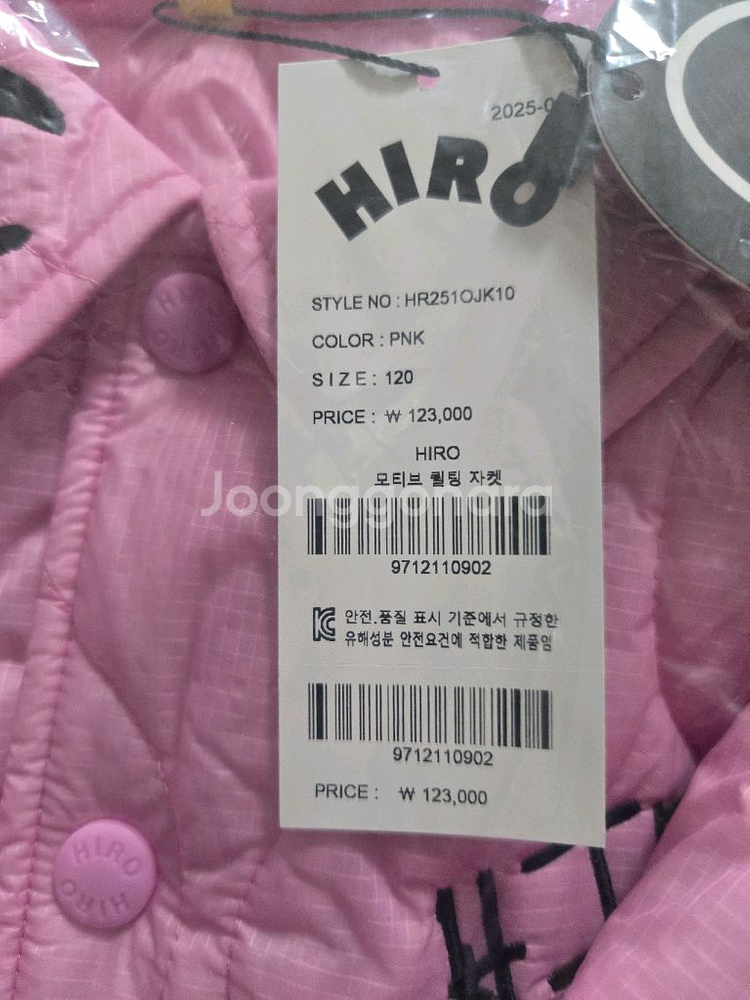 2025-0
HIRO
STYLE NO : HR251OJK10
COLOR : PNK
SIZE : 120
PRICE : ₩ 123,000
HIRO
모티브 퀼팅 자켓
Joonggonara
9712110902
안전.품질 표시 기준에서 규정한
유해성분 안전요건에 적합한 제품임
9712110902
PRICE : ₩ 123,000
HIRO
HIRO